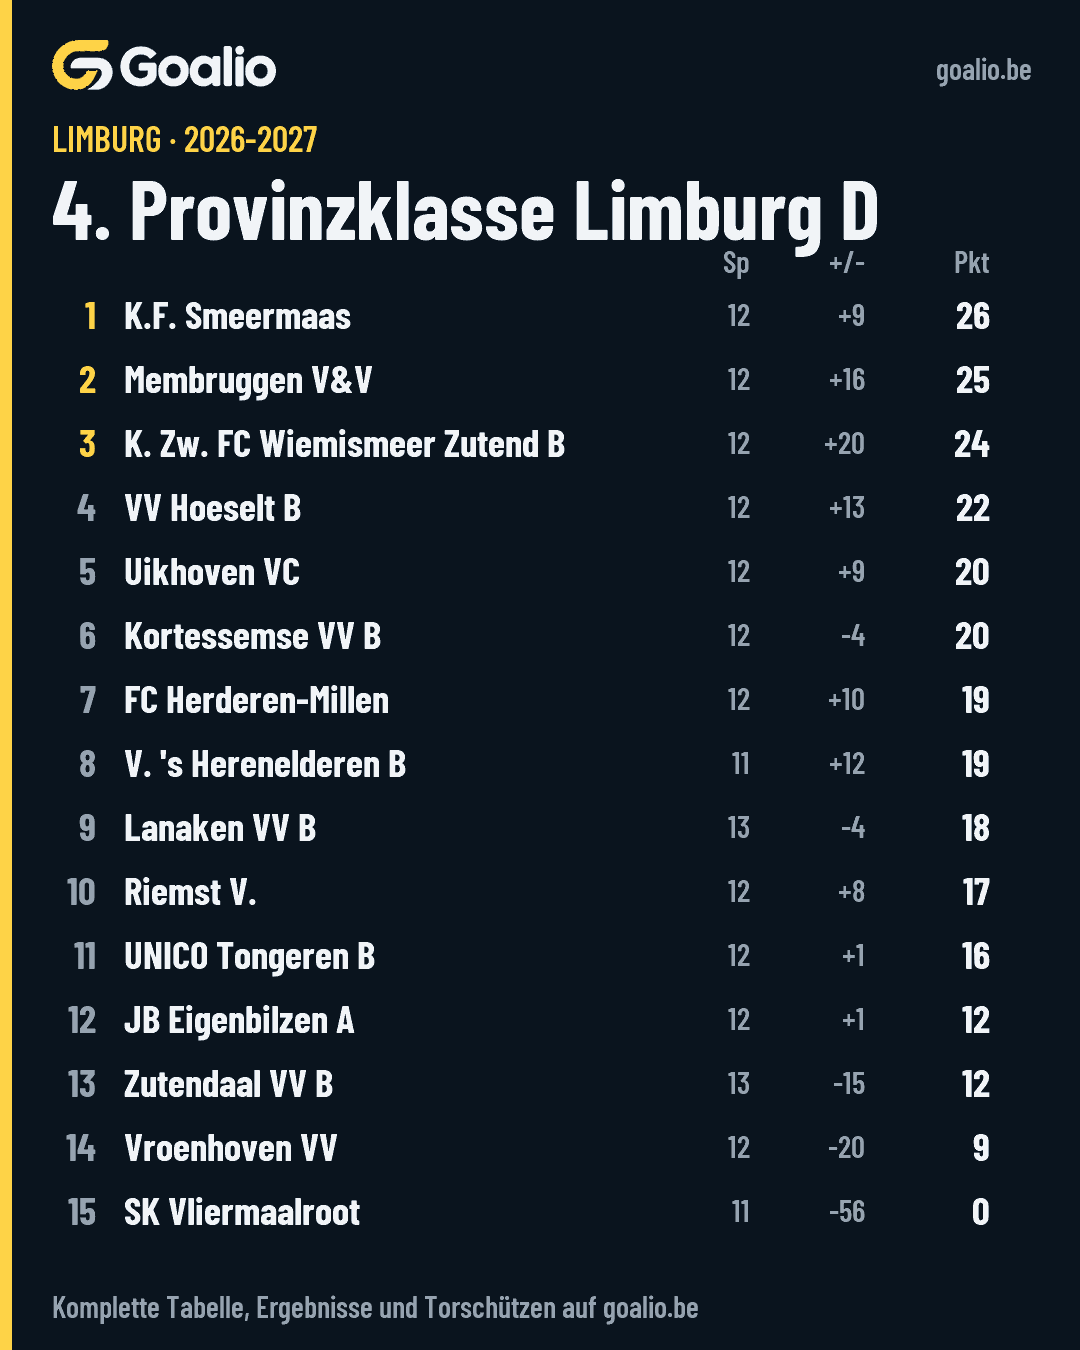 Goalio
goalio.be
LIMBURG · 2026-2027
4. Provinzklasse Limburg D
Sp +/- Pkt
1 K.F. Smeermaas 12 +9 26
2 Membruggen V&V 12 +16 25
3 K. Zw. FC Wiemismeer Zutend B 12 +20 24
4 VV Hoeselt B 12 +13 22
5 Uikhoven VC 12 +9 20
6 Kortessemse VV B 12 -4 20
7 FC Herderen-Millen 12 +10 19
8 V. 's Herenelderen B 11 +12 19
9 Lanaken VV B 13 -4 18
10 Riemst V. 12 +8 17
11 UNICO Tongeren B 12 +1 16
12 JB Eigenbilzen A 12 +1 12
13 Zutendaal VV B 13 -15 12
14 Vroenhoven VV 12 -20 9
15 SK Vliermaalroot 11 -56 0
Komplette Tabelle, Ergebnisse und Torschützen auf goalio.be